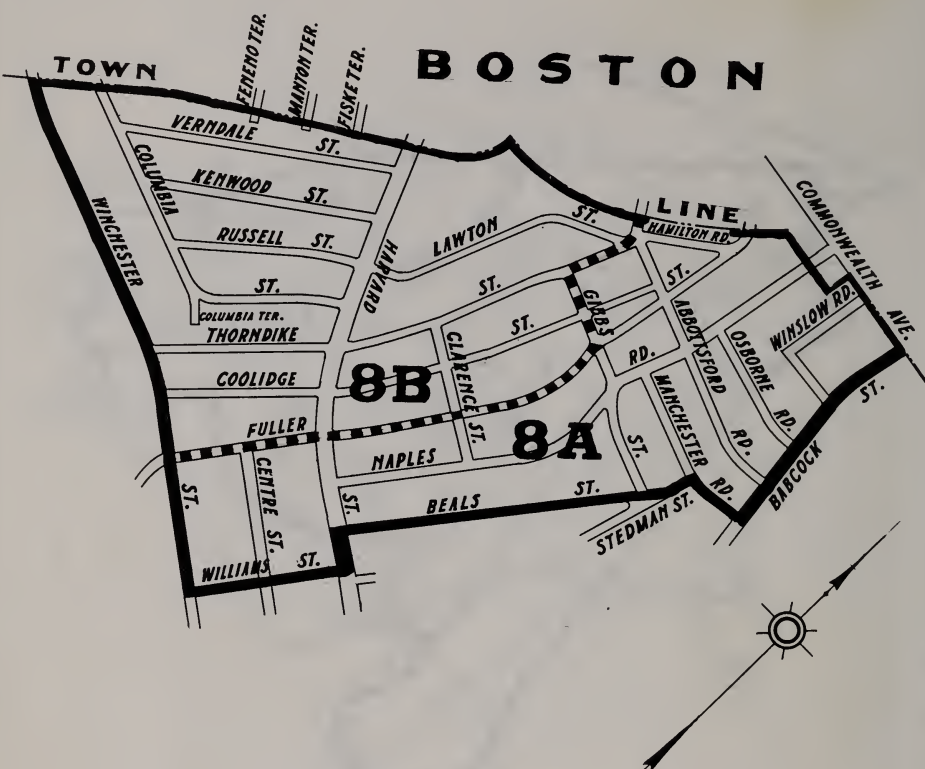 TOWN
BOSTON
LINE
FENENO TER.
MANTON TER.
FISKE TER.
VERNDALE ST.
COLUMBIA ST.
KENWOOD ST.
RUSSELL ST.
WINCHESTER ST.
HARVARD ST.
LAWTON ST.
HAMILTON RD.
COMMONWEALTH AVE.
COLUMBIA TER.
THORNDIKE ST.
COOLIDGE ST.
CLARENCE ST.
GIBBS ST.
ABBOTSFORD RD.
OSBORNE RD.
WINSLOW RD.
MANCHESTER RD.
8B
8A
FULLER ST.
NAPLES RD.
CENTRE ST.
BEALS ST.
STEDMAN ST.
BABCOCK ST.
WILLIAMS ST.